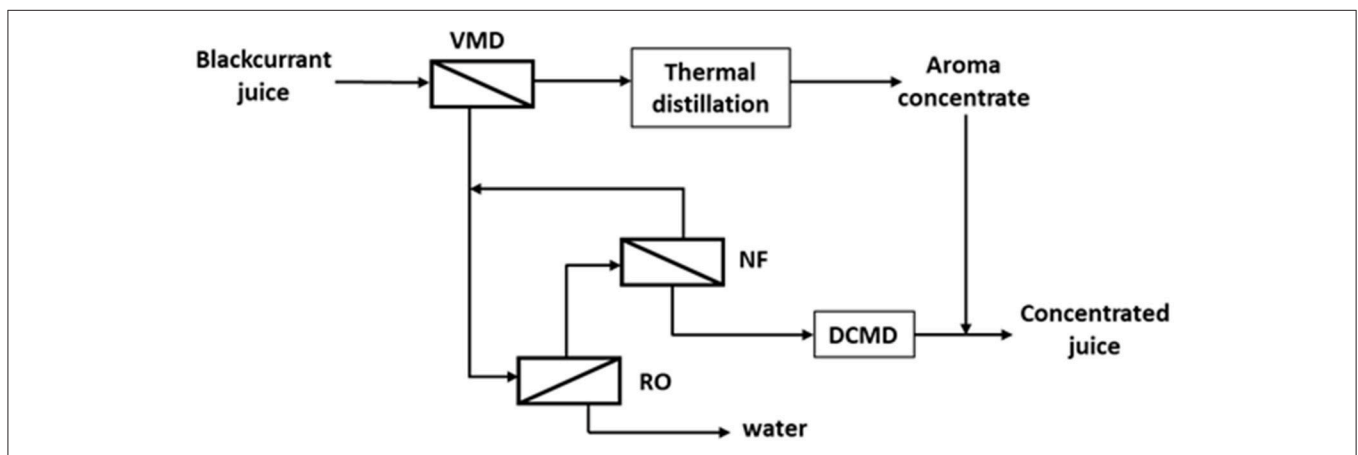 VMD
Blackcurrant
juice
Thermal
distillation
Aroma
concentrate
NF
DCMD
Concentrated
juice
RO
water